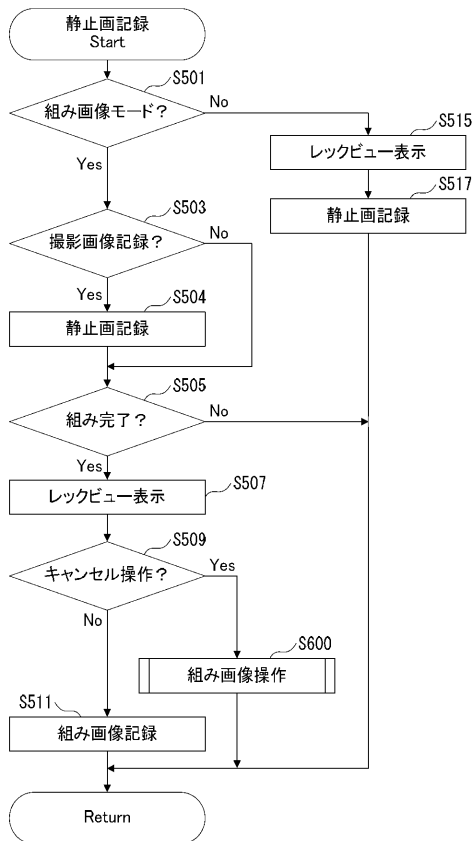 静止画記録
Start
S501
組み画像モード?
No
S515
Yes
レックビュー表示
S517
S503
静止画記録
撮影画像記録?
No
Yes
S504
静止画記録
S505
組み完了?
No
Yes
レックビュー表示
S507
S509
キャンセル操作?
Yes
No
S600
組み画像操作
S511
組み画像記録
Return